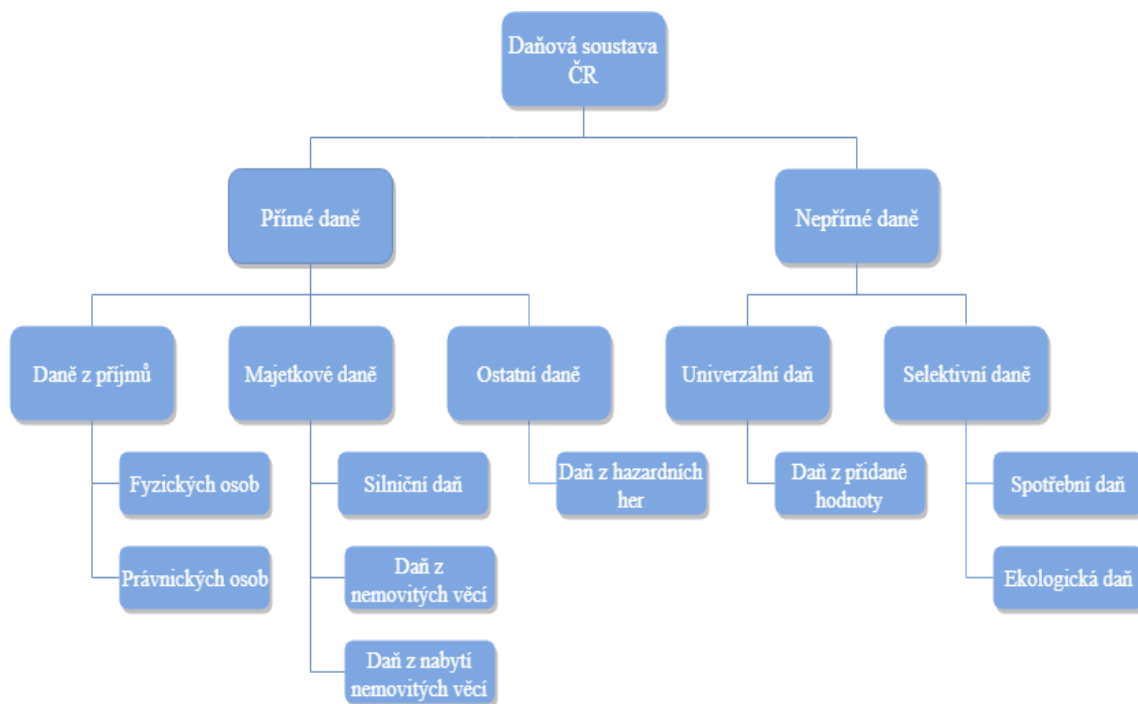 Daňová soustava
ČR
Přímé daně
Nepřímé daně
Daně z příjmů
Majetkové daně
Ostatní daně
Univerzální daň
Selektivní daně
Fyzických osob
Silniční daň
Daň z hazardních
her
Daň z přidané
hodnoty
Spotřební daň
Právnických osob
Daň z
nemovitých věcí
Ekologická daň
Daň z nabytí
nemovitých věcí